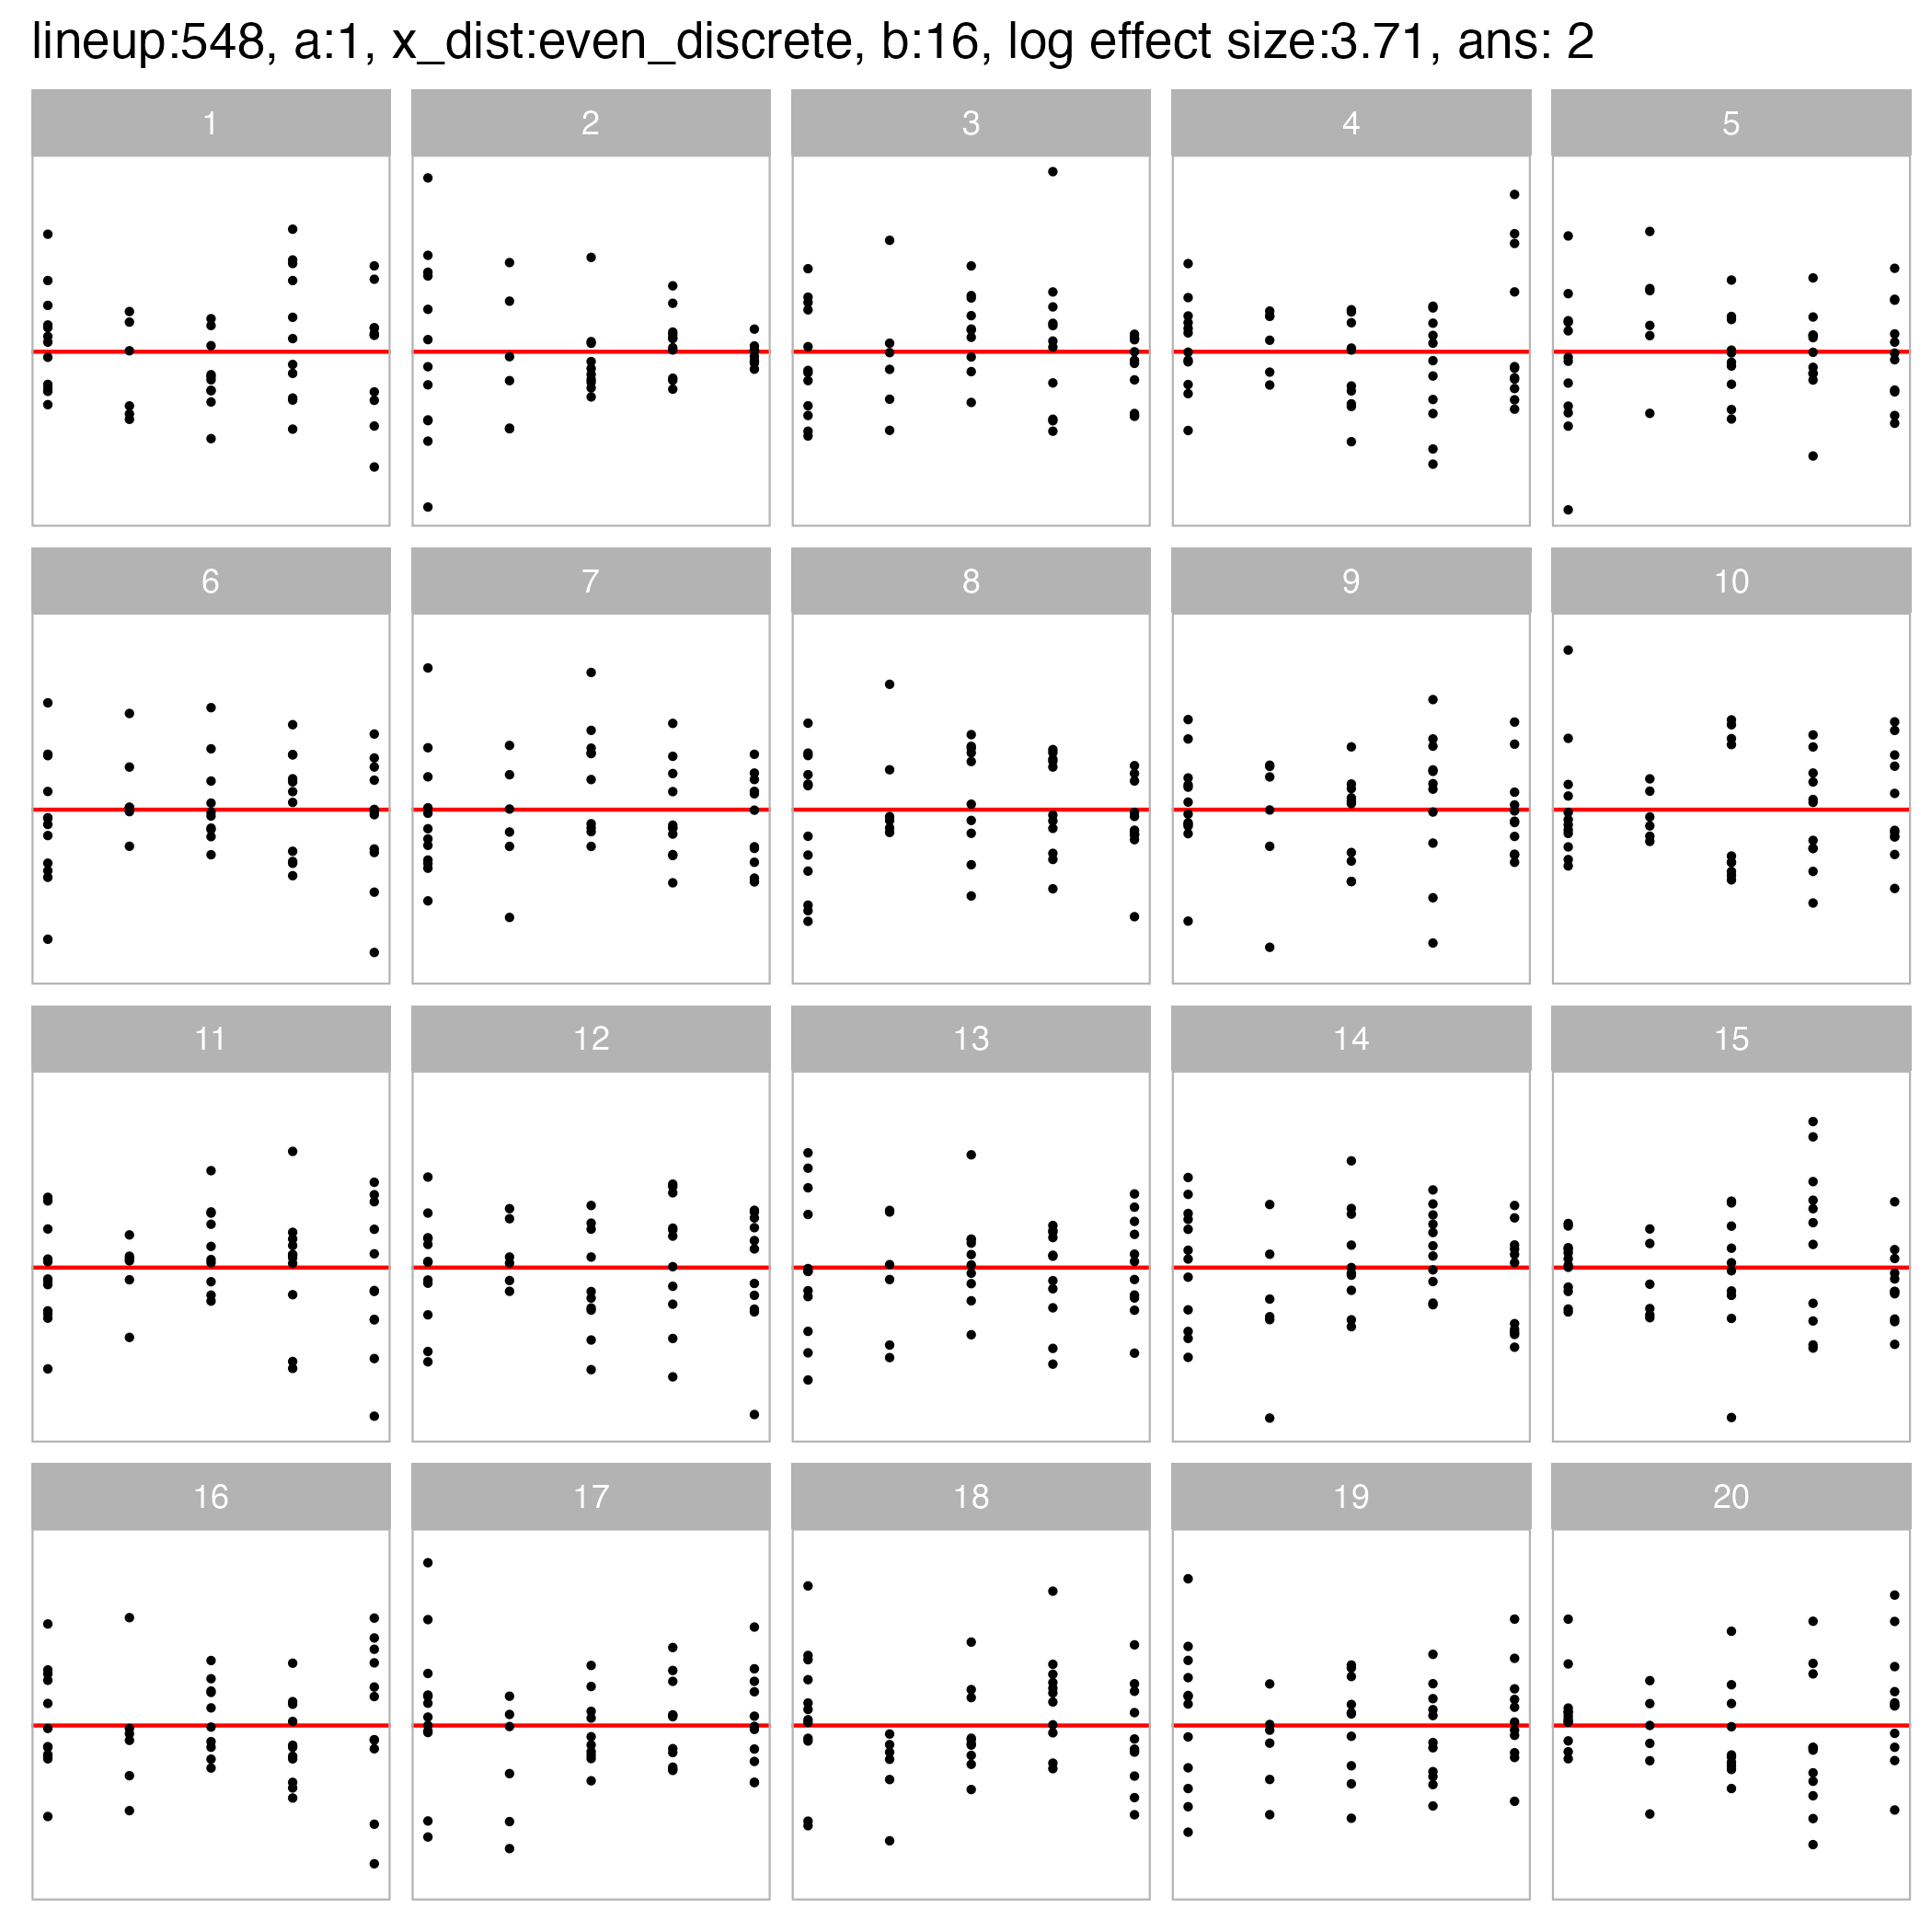 lineup:548, a:1, x_dist:even_discrete, b:16, log effect size:3.71, ans: 2
1 2 3 4 5
6 7 8 9 10
11 12 13 14 15
16 17 18 19 20